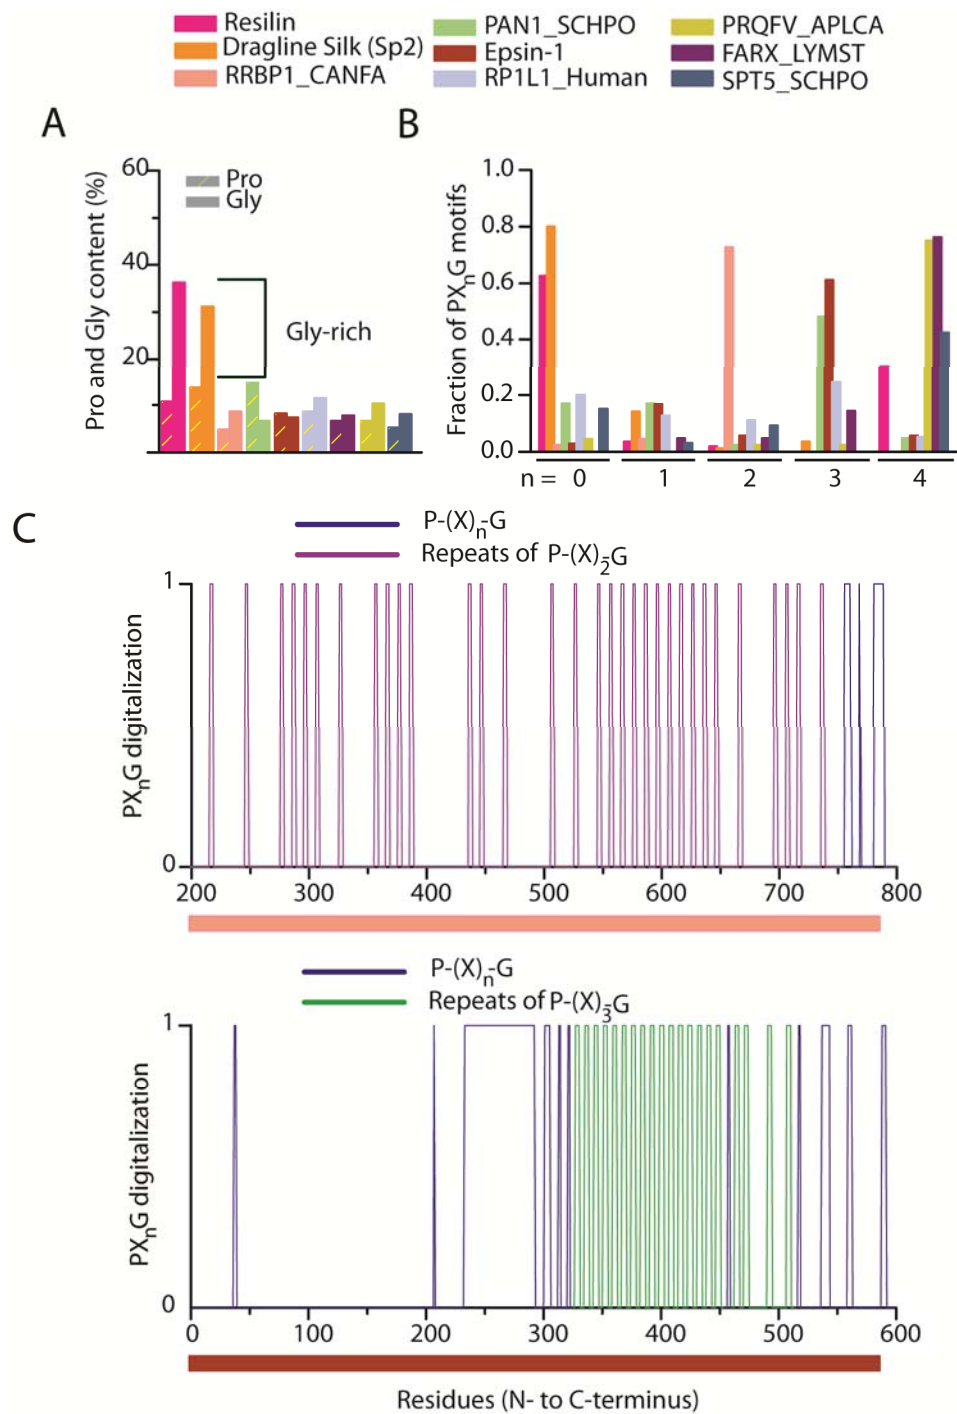 Resilin
Dragline Silk (Sp2)
RRBP1_CANFA
PAN1_SCHPO
Epsin-1
RP1L1_Human
PRQFV_APLCA
FARX_LYMST
SPT5_SCHPO
A
Pro and Gly content (%)
60
40
20
Pro
Gly
Gly-rich
B
Fraction of PXnG motifs
1.0
0.8
0.6
0.4
0.2
0.0
n = 0 1 2 3 4
C
P-(X)n-G
Repeats of P-(X)2-G
PXnG digitalization
1
0
200 300 400 500 600 700 800
P-(X)n-G
Repeats of P-(X)3-G
PXnG digitalization
1
0
0 100 200 300 400 500 600
Residues (N- to C-terminus)